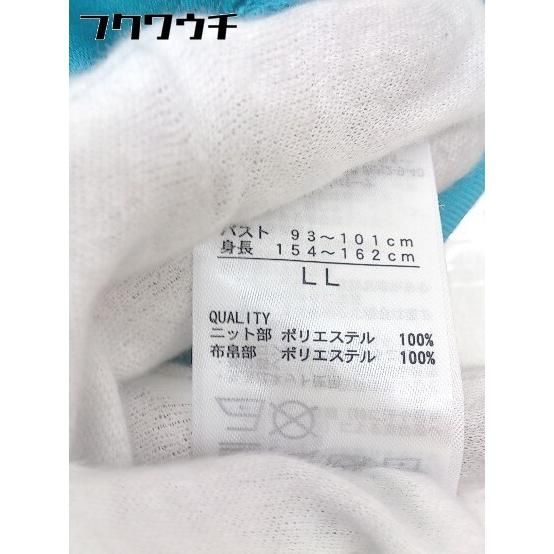 フクワウチ
バスト 93～101cm
身長 154～162cm
LL
QUALITY
ニット部 ポリエステル 100%
布帛部 ポリエステル 100%